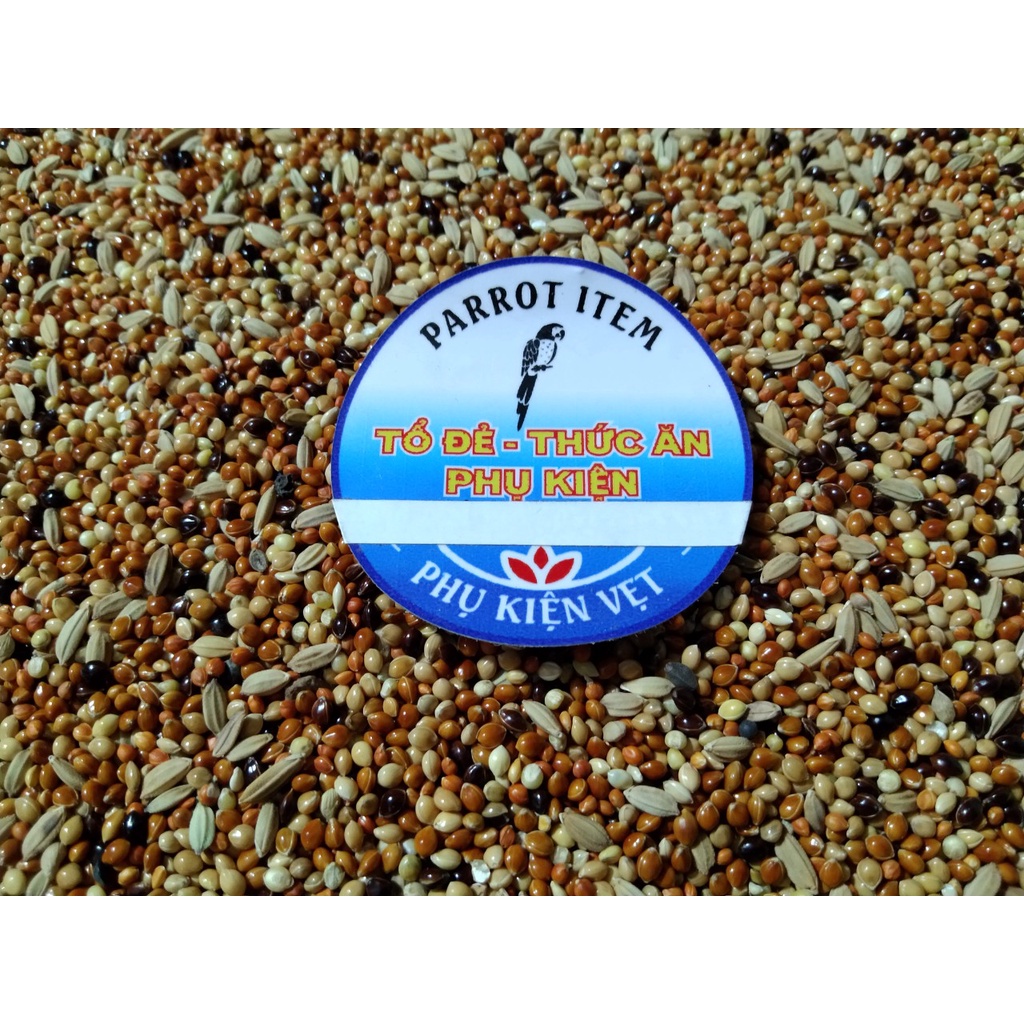 PARROT ITEM
TỔ ĐẺ - THỨC ĂN
PHỤ KIỆN
PHỤ KIỆN VẸT